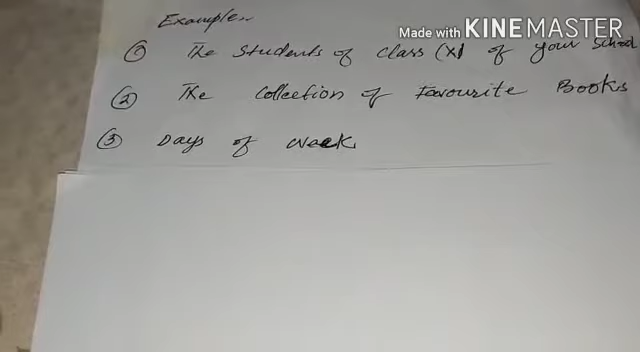 Made with KINEMASTER
Example
① The students of class (X) of your School
② The Collection of Favourite Books
③ Days of week